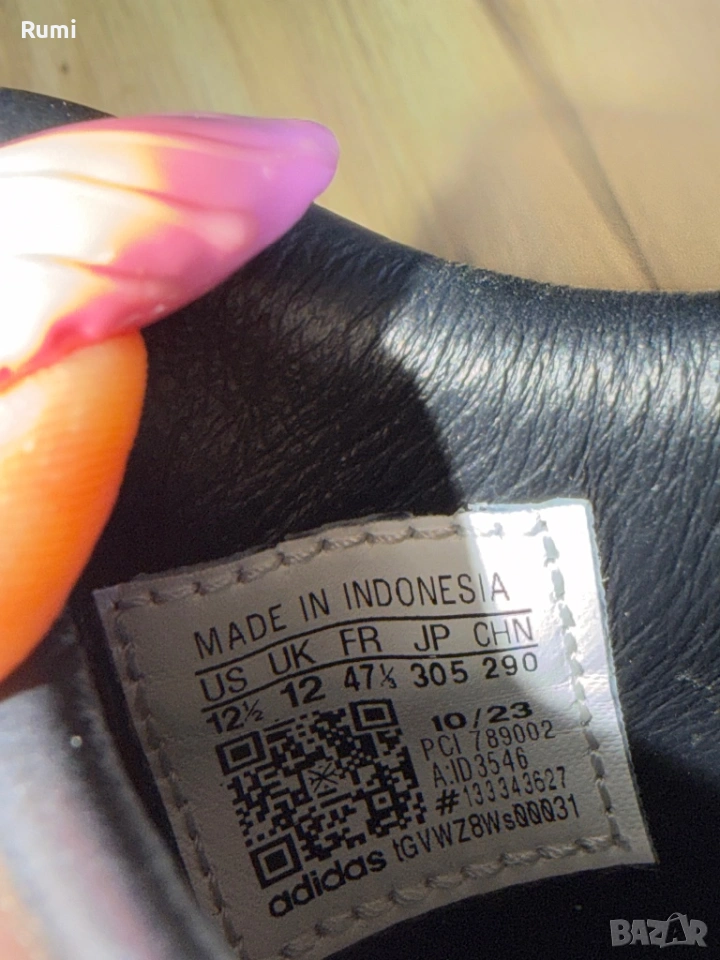 Rumi
MADE IN INDONESIA
US UK FR JP CHN
12½ 12 47⅓ 305 290
10/23
PCI 789002
A:ID3546
#133343627
tGVWZ8Ws00031
adidas
BAZAR